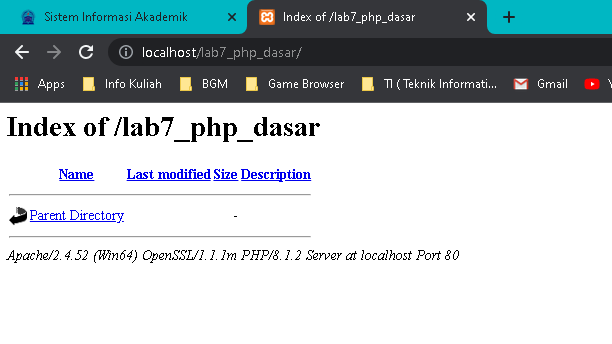 Sistem Informasi Akademik
Index of /lab7_php_dasar
localhost/lab7_php_dasar/
Apps Info Kuliah BGM Game Browser TI ( Teknik Informati... Gmail
Index of /lab7_php_dasar
Name Last modified Size Description
Parent Directory -
Apache/2.4.52 (Win64) OpenSSL/1.1.1m PHP/8.1.2 Server at localhost Port 80